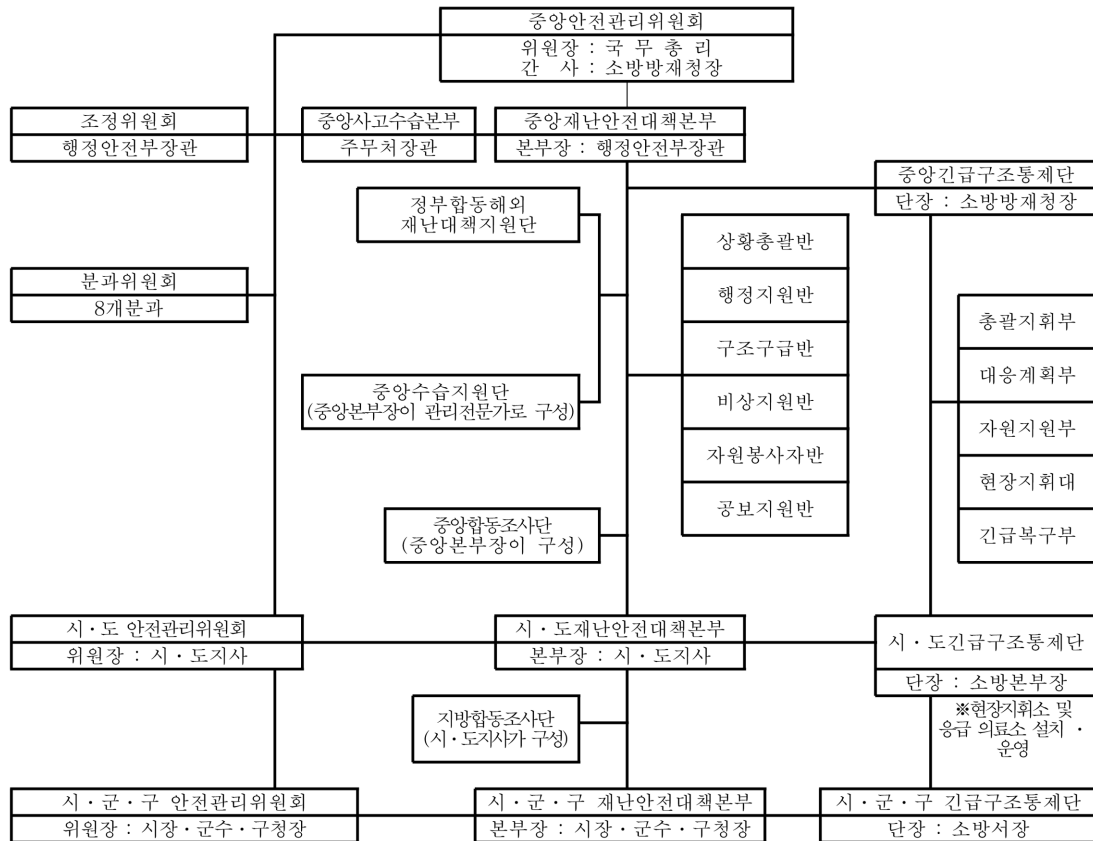 중앙안전관리위원회
위원장 : 국 무 총 리
간 사 : 소방방재청장
조정위원회
행정안전부장관
중앙사고수습본부
주무처장관
중앙재난안전대책본부
본부장 : 행정안전부장관
중앙긴급구조통제단
단장 : 소방방재청장
정부합동해외
재난대책지원단
분과위원회
8개분과
상황총괄반
행정지원반
구조구급반
비상지원반
자원봉사자반
공보지원반
총괄지휘부
대응계획부
자원지원부
현장지휘대
긴급복구부
중앙수습지원단
(중앙본부장이 관리전문가로 구성)
중앙합동조사단
(중앙본부장이 구성)
시·도 안전관리위원회
위원장 : 시·도지사
시·도재난안전대책본부
본부장 : 시·도지사
시·도긴급구조통제단
단장 : 소방본부장
※현장지휘소 및
응급 의료소 설치 ·
운영
지방합동조사단
(시·도지사가 구성)
시·군·구 안전관리위원회
위원장 : 시장·군수·구청장
시·군·구 재난안전대책본부
본부장 : 시장·군수·구청장
시·군·구 긴급구조통제단
단장 : 소방서장